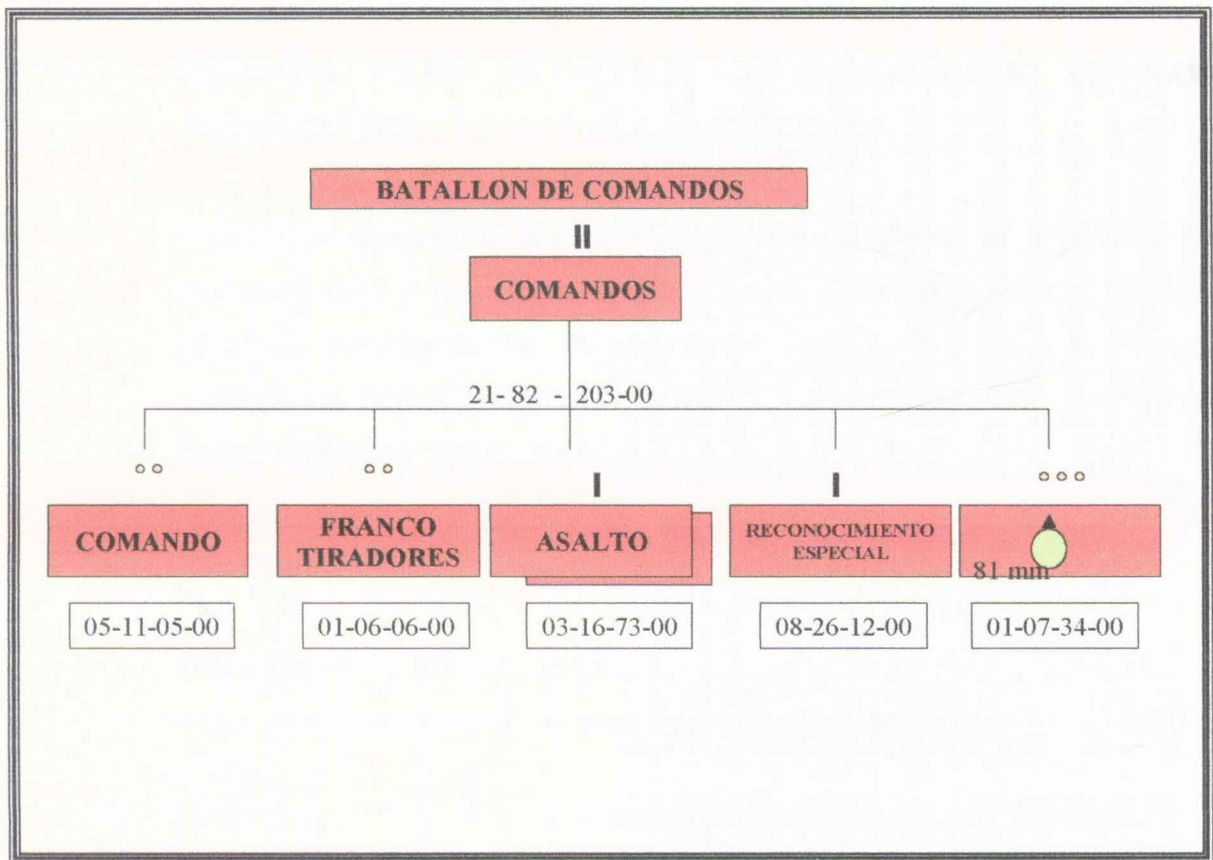 BATALLON DE COMANDOS
COMANDOS
21- 82 - 203-00
COMANDO
FRANCO
TIRADORES
ASALTO
RECONOCIMIENTO
ESPECIAL
81 mm
05-11-05-00
01-06-06-00
03-16-73-00
08-26-12-00
01-07-34-00